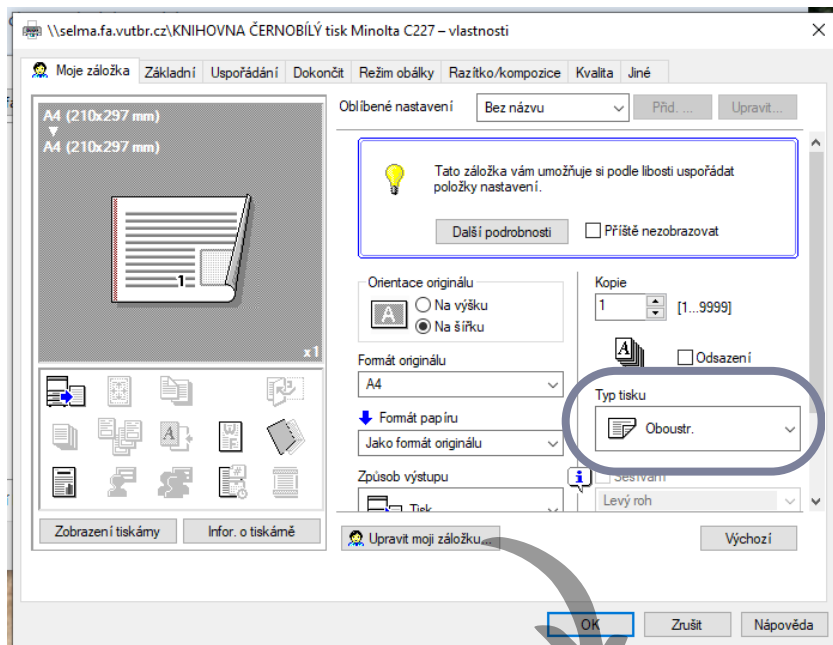 \\selma.fa.vutbr.cz\KNIHOVNA ČERNOBÍLÝ tisk Minolta C227 – vlastnosti
Moje záložka Základní Uspořádání Dokončit Režim obálky Razítko/kompozice Kvalita Jiné
A4 (210x297 mm)
A4 (210x297 mm)
1
x1
Zobrazení tiskárny Infor. o tiskárně
Oblíbené nastavení Bez názvu Přid. ... Upravit...
Tato záložka vám umožňuje si podle libosti uspořádat
položky nastavení.
Další podrobnosti Příště nezobrazovat
Orientace originálu
A
Na výšku
Na šířku
Formát originálu
A4
Formát papíru
Jako formát originálu
Způsob výstupu
Tisk
Kopie
1 [1...9999]
Odsazení
Typ tisku
Oboustr.
Sešívání
Levý roh
Upravit moji záložku... Výchozí
OK Zrušit Nápověda